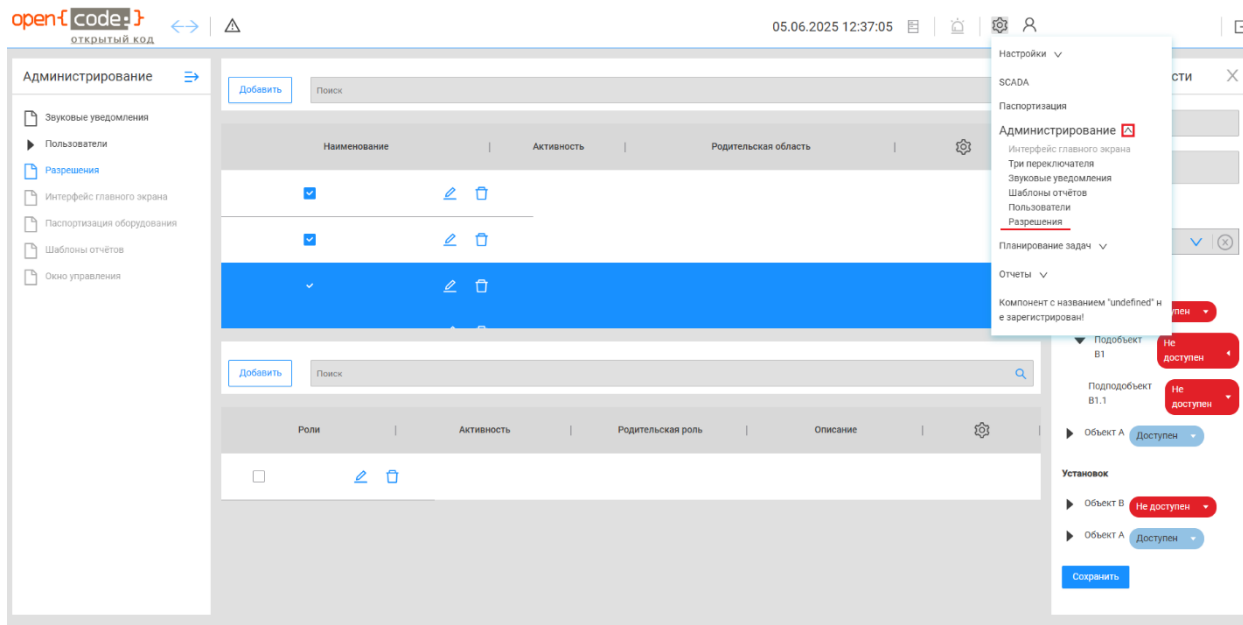 open{ code: }
открытый код
05.06.2025 12:37:05
Администрирование
Звуковые уведомления
Пользователи
Разрешения
Интерфейс главного экрана
Паспортизация оборудования
Шаблоны отчётов
Окно управления
Добавить
Поиск
Наименование
Активность
Родительская область
Добавить
Поиск
Роли
Активность
Родительская роль
Описание
Настройки
SCADA
Паспортизация
Администрирование
Интерфейс главного экрана
Три переключателя
Звуковые уведомления
Шаблоны отчётов
Пользователи
Разрешения
Планирование задач
Отчеты
Компонент с названием "undefined" н
е зарегистрирован!
сти
упен
Подобъект
В1
Не
доступен
Подподобъект
В1.1
Не
доступен
Объект А
Доступен
Установок
Объект В
Не доступен
Объект А
Доступен
Сохранить